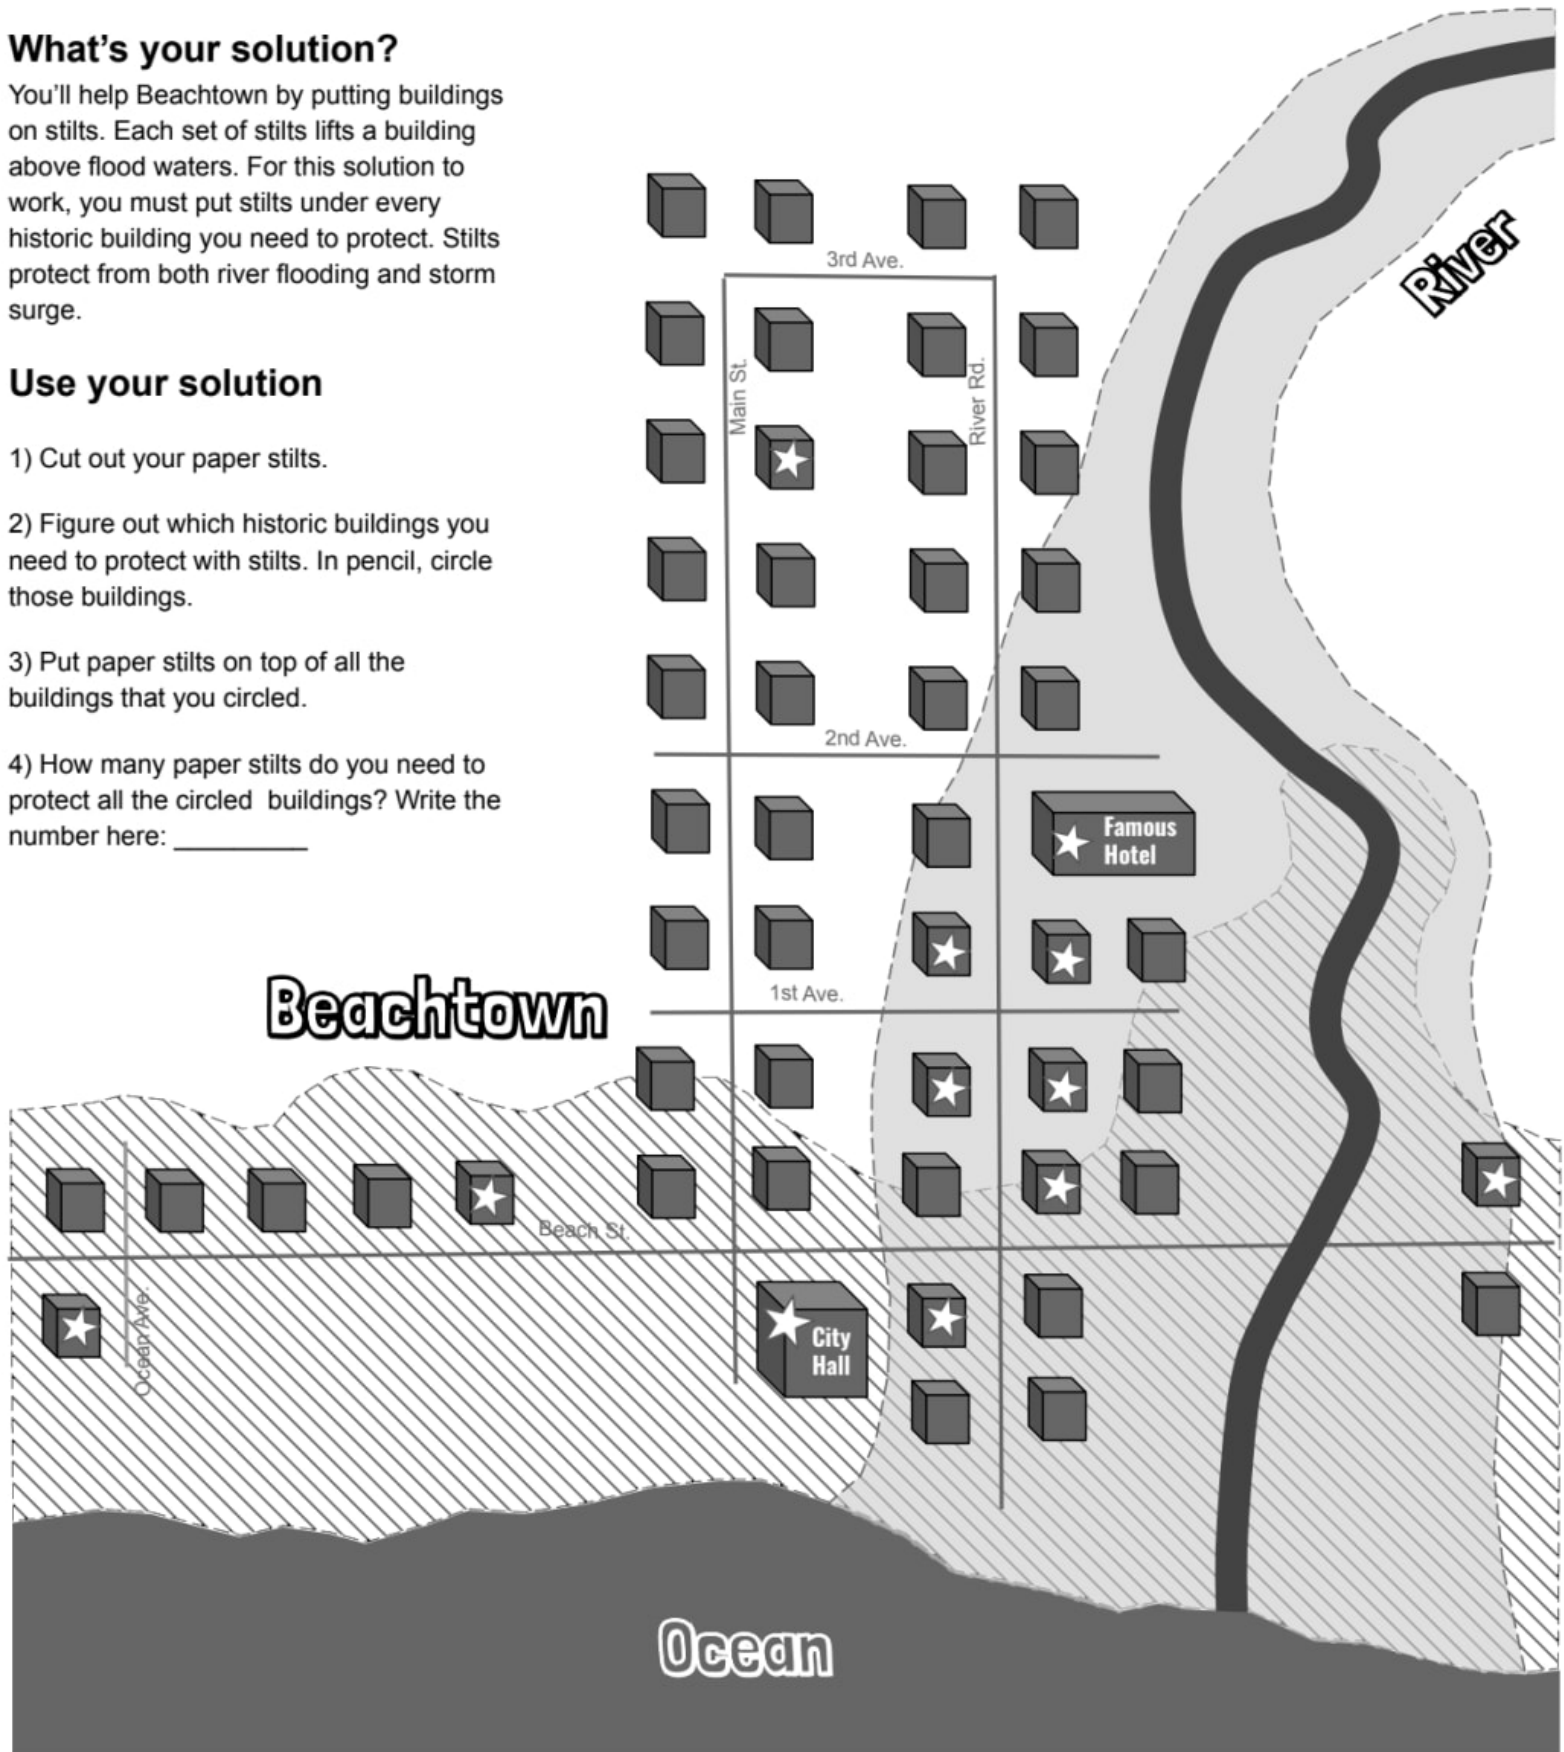 What's your solution?
You'll help Beachtown by putting buildings
on stilts. Each set of stilts lifts a building
above flood waters. For this solution to
work, you must put stilts under every
historic building you need to protect. Stilts
protect from both river flooding and storm
surge.
Use your solution
1) Cut out your paper stilts.
2) Figure out which historic buildings you
need to protect with stilts. In pencil, circle
those buildings.
3) Put paper stilts on top of all the
buildings that you circled.
4) How many paper stilts do you need to
protect all the circled  buildings? Write the
number here: _________
River
3rd Ave.
Main St.
River Rd.
2nd Ave.
Famous
Hotel
1st Ave.
Beachtown
Beach St.
Ocean Ave.
City
Hall
Ocean